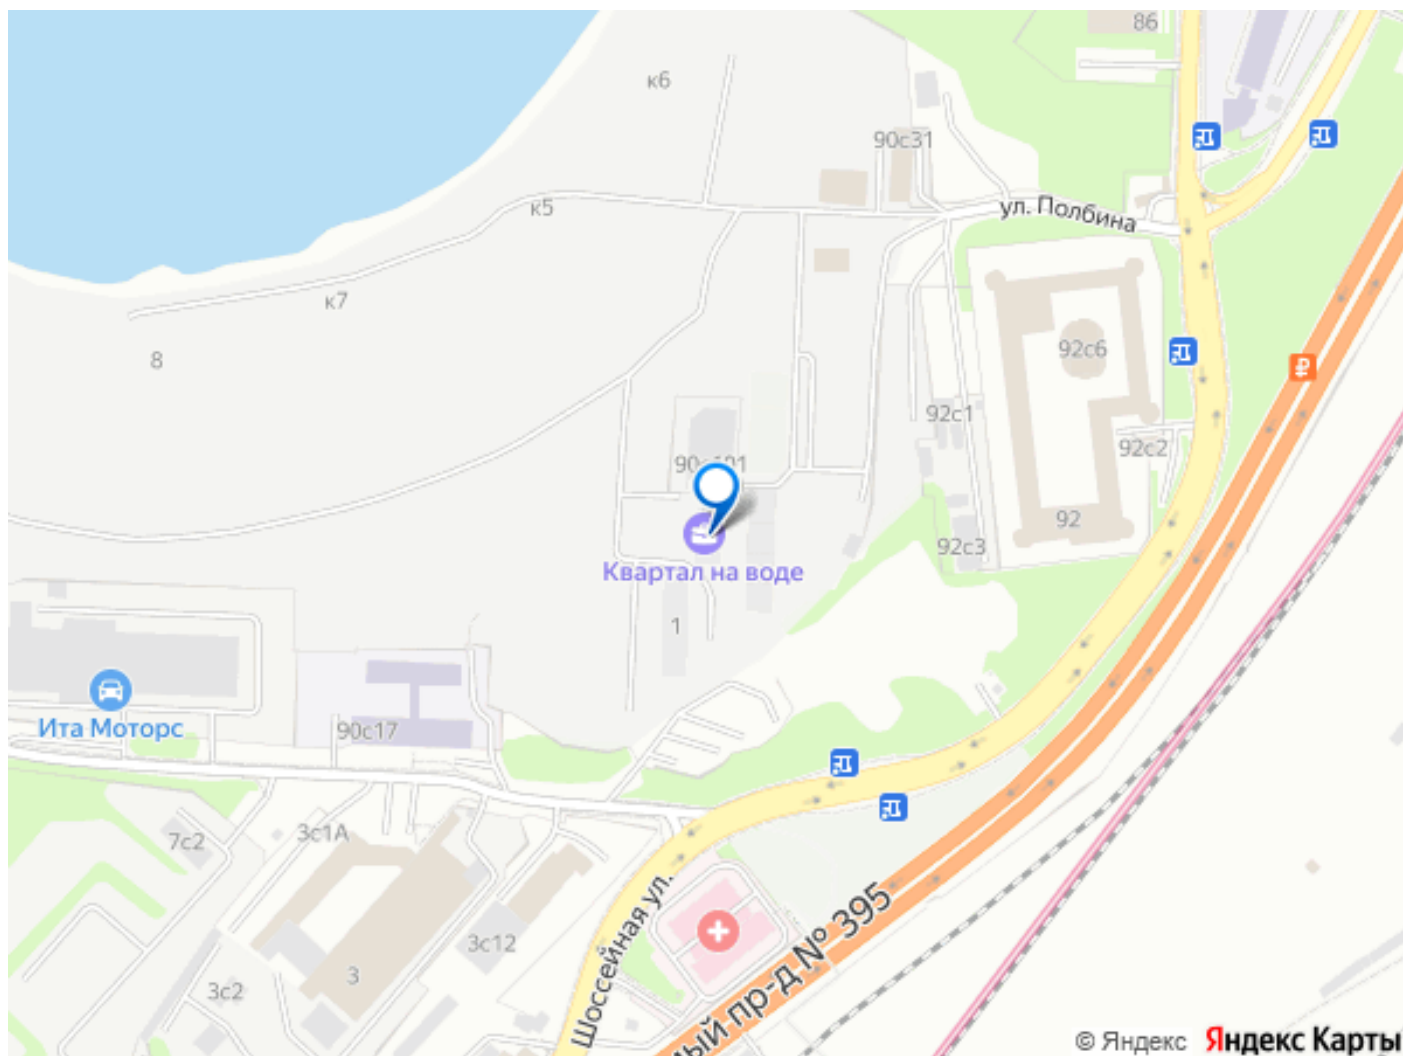 86
к6
90с31
к5
ул. Полбина
к7
8
92с6
92с1
92с2
92
92с3
Квартал на воде
1
Ита Моторс
90с17
7с2
3с1А
3с12
3
3с2
Шоссейная ул.
ый пр-д № 395
© Яндекс Яндекс Карты